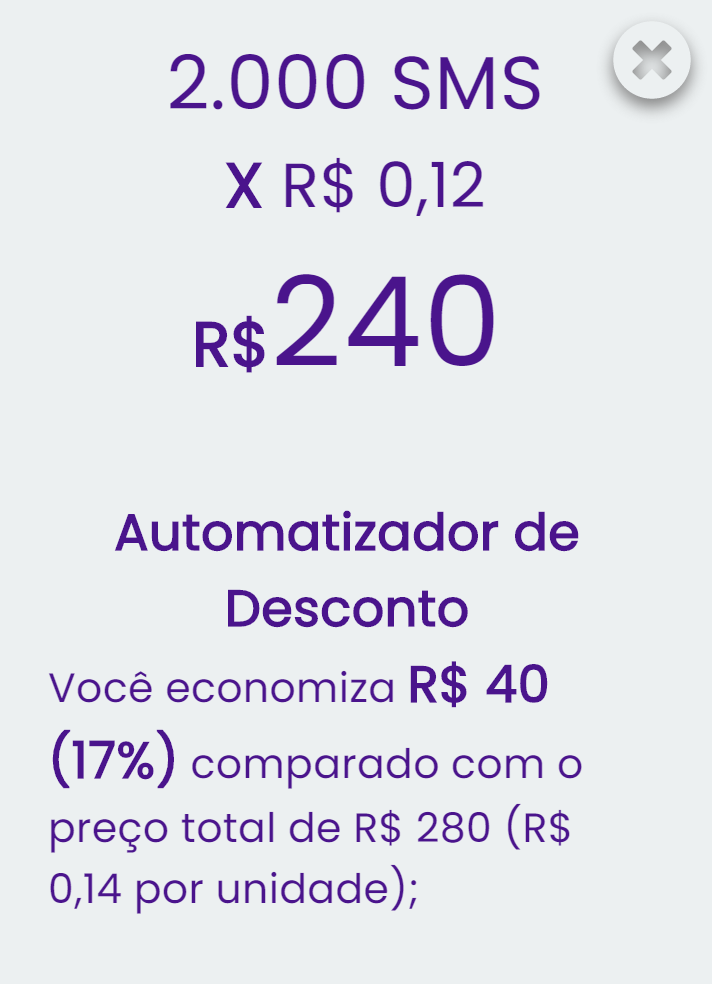 2.000 SMS
X R$ 0,12
R$240
Automatizador de
Desconto
Você economiza R$ 40
(17%) comparado com o
preço total de R$ 280 (R$
0,14 por unidade);